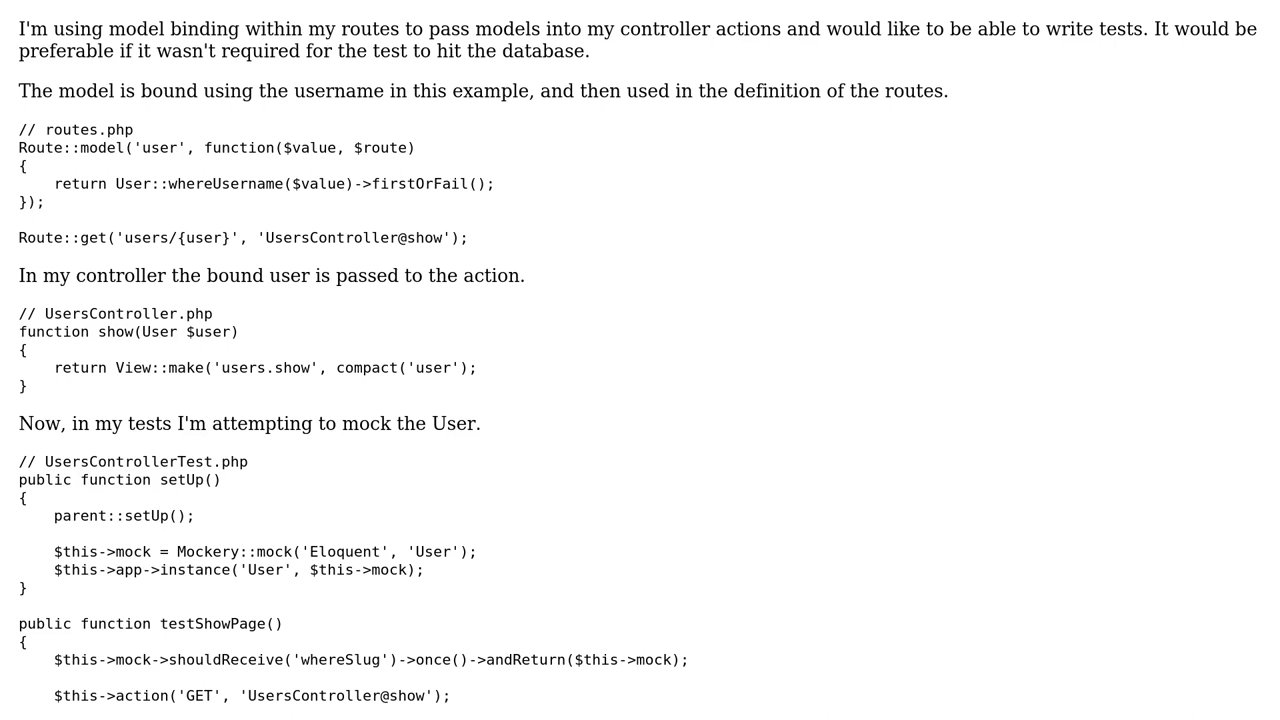 I'm using model binding within my routes to pass models into my controller actions and would like to be able to write tests. It would be
preferable if it wasn't required for the test to hit the database.
The model is bound using the username in this example, and then used in the definition of the routes.
// routes.php
Route::model('user', function($value, $route)
{
    return User::whereUsername($value)->firstOrFail();
});
Route::get('users/{user}', 'UsersController@show');
In my controller the bound user is passed to the action.
// UsersController.php
function show(User $user)
{
    return View::make('users.show', compact('user');
}
Now, in my tests I'm attempting to mock the User.
// UsersControllerTest.php
public function setUp()
{
    parent::setUp();
    $this->mock = Mockery::mock('Eloquent', 'User');
    $this->app->instance('User', $this->mock);
}
public function testShowPage()
{
    $this->mock->shouldReceive('whereSlug')->once()->andReturn($this->mock);
    $this->action('GET', 'UsersController@show');